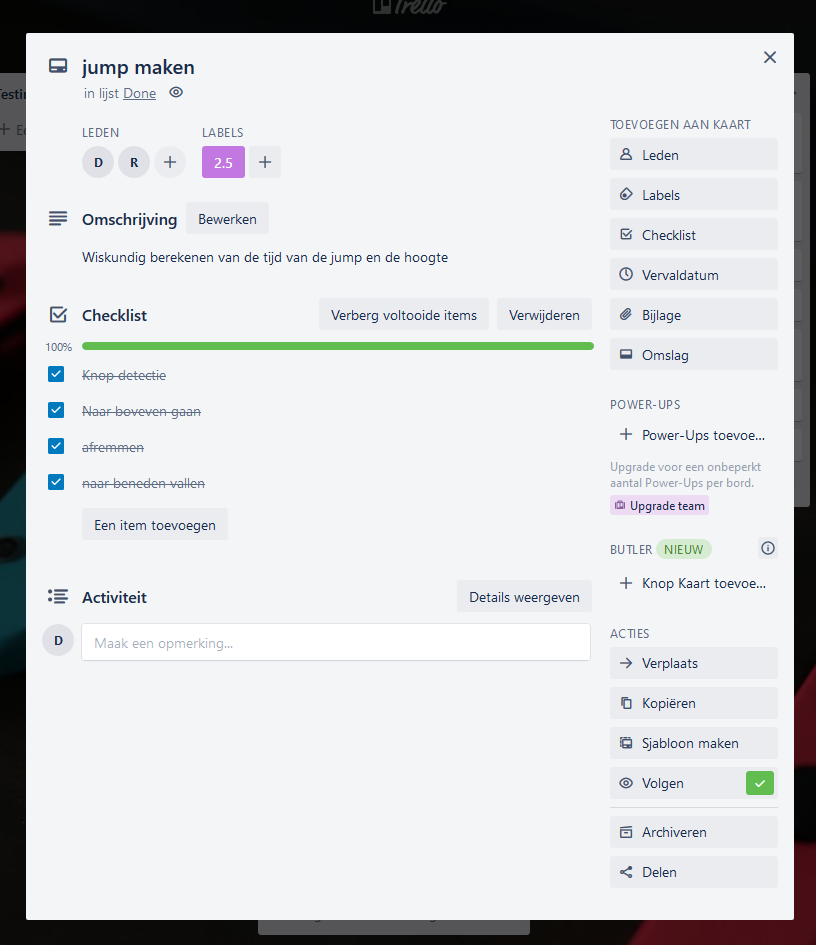 Trello
jump maken
in lijst Done
LEDEN
LABELS
D
R
2.5
Omschrijving
Bewerken
Wiskundig berekenen van de tijd van de jump en de hoogte
Checklist
Verberg voltooide items
Verwijderen
100%
Knop detectie
Naar boveven gaan
afremmen
naar beneden vallen
Een item toevoegen
Activiteit
Details weergeven
D
Maak een opmerking...
TOEVOEGEN AAN KAART
Leden
Labels
Checklist
Vervaldatum
Bijlage
Omslag
POWER-UPS
Power-Ups toevoe...
Upgrade voor een onbeperkt
aantal Power-Ups per bord.
Upgrade team
BUTLER NIEUW
Knop Kaart toevoe...
ACTIES
Verplaats
Kopiëren
Sjabloon maken
Volgen
Archiveren
Delen